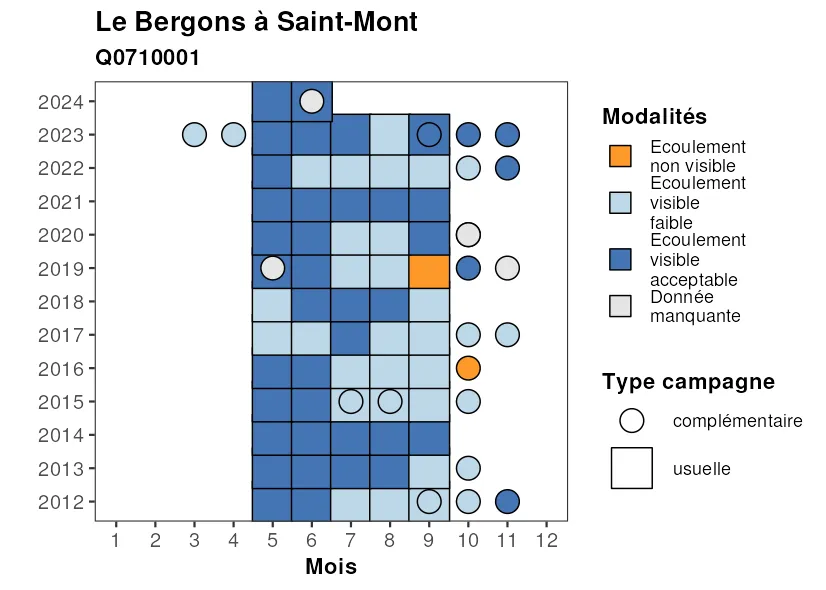 Le Bergons à Saint-Mont
Q0710001
2024
2023
2022
2021
2020
2019
2018
2017
2016
2015
2014
2013
2012
1 2 3 4 5 6 7 8 9 10 11 12
Mois
Modalités
Ecoulement
non visible
Ecoulement
visible
faible
Ecoulement
visible
acceptable
Donnée
manquante
Type campagne
complémentaire
usuelle